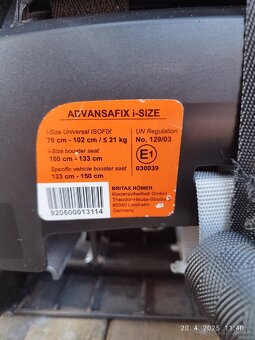 ADVANSAFIX i-SIZE
i-Size Universal ISOFIX
76 cm - 102 cm / ≤ 21 kg
i-Size booster seat
100 cm - 133 cm
Specific vehicle booster seat
133 cm - 150 cm
UN Regulation
No. 129/03
E1
030039
BRITAX RÖMER
Kindersicherheit GmbH
Theodor-Heuss-Straße
89340 Leipheim
Germany
920500013114
20.4.2025 11:40